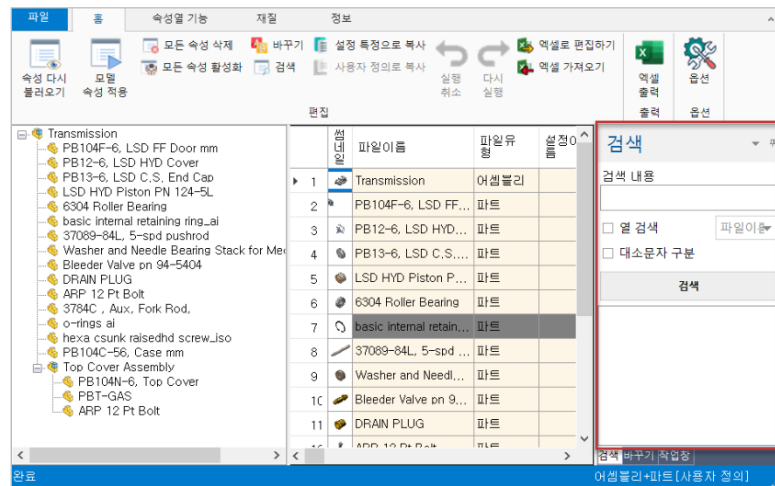 파일 홈 속성열 기능 재질 정보
속성 다시 불러오기
모델 속성 적용
모든 속성 삭제
모든 속성 활성화
바꾸기
검색
설정 특정으로 복사
사용자 정의로 복사
실행 취소
다시 실행
엑셀로 편집하기
엑셀 가져오기
엑셀 출력
옵션
편집 출력 옵션
Transmission
PB104F-6, LSD FF Door mm
PB12-6, LSD HYD Cover
PB13-6, LSD C,S, End Cap
LSD HYD Piston PN 124-5L
6304 Roller Bearing
basic internal retaining ring_ai
37089-84L, 5-spd pushrod
Washer and Needle Bearing Stack for Mec
Bleeder Valve pn 94-5404
DRAIN PLUG
ARP 12 Pt Bolt
3784C , Aux, Fork Rod,
o-rings ai
hexa csunk raisedhd screw_iso
PB104C-56, Case mm
Top Cover Assembly
PB104N-6, Top Cover
PBT-GAS
ARP 12 Pt Bolt
썸네일 파일이름 파일유형 설정이름
1 Transmission 어셈블리
2 PB104F-6, LSD FF... 파트
3 PB12-6, LSD HYD... 파트
4 PB13-6, LSD C,S,... 파트
5 LSD HYD Piston P... 파트
6 6304 Roller Bearing 파트
7 basic internal retain... 파트
8 37089-84L, 5-spd ... 파트
9 Washer and Needl... 파트
10 Bleeder Valve pn 9... 파트
11 DRAIN PLUG 파트
ARP 12 Pt Bolt 파트
검색
검색 내용
열 검색 파일이름
대소문자 구분
검색
검색 바꾸기 작업창
완료 어셈블리+파트[사용자 정의]